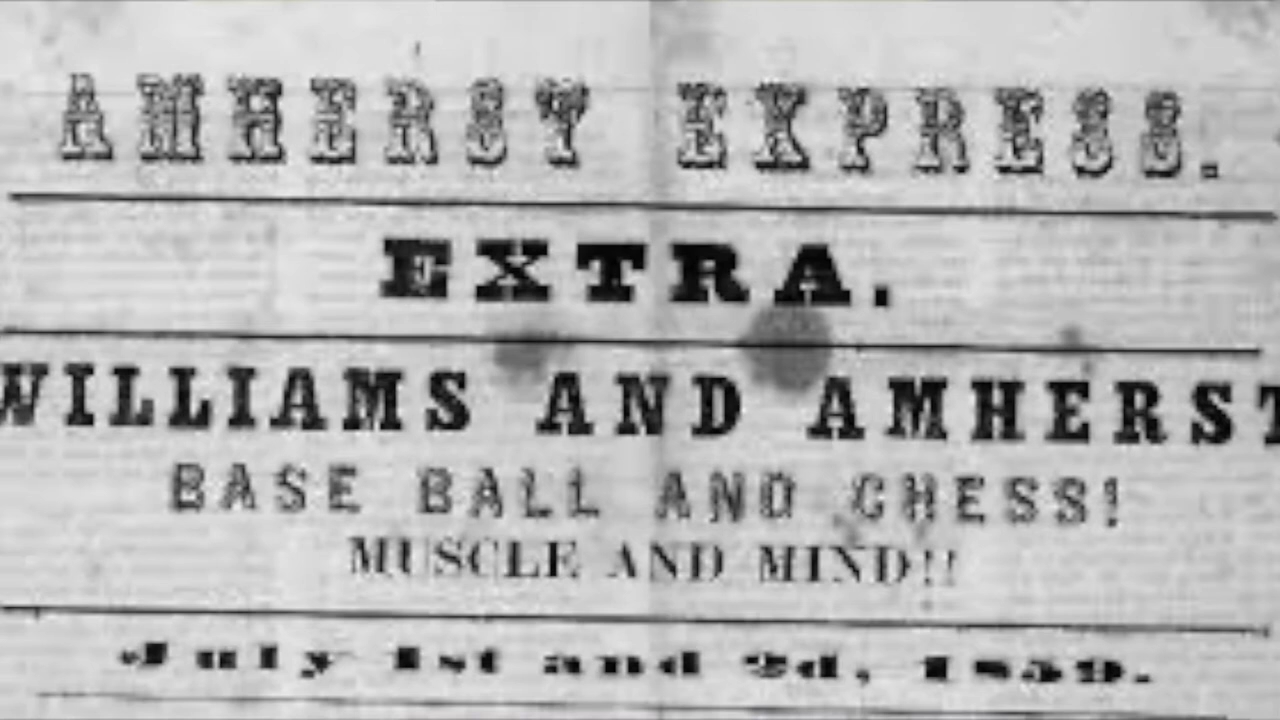 AMHERST EXPRESS.
EXTRA.
WILLIAMS AND AMHERST
BASE BALL AND CHESS!
MUSCLE AND MIND!!
July 1st and 2d, 1859.